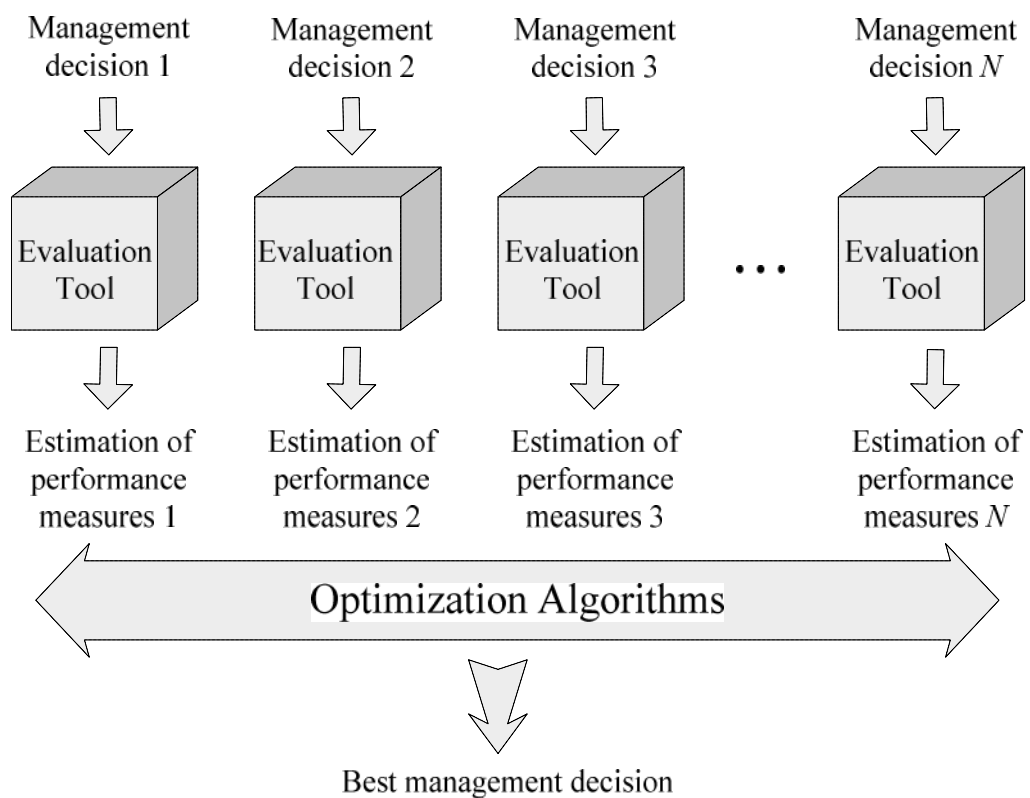 Management
decision 1
Management
decision 2
Management
decision 3
Management
decision N
Evaluation
Tool
Evaluation
Tool
Evaluation
Tool
...
Evaluation
Tool
Estimation of
performance
measures 1
Estimation of
performance
measures 2
Estimation of
performance
measures 3
Estimation of
performance
measures N
Optimization Algorithms
Best management decision